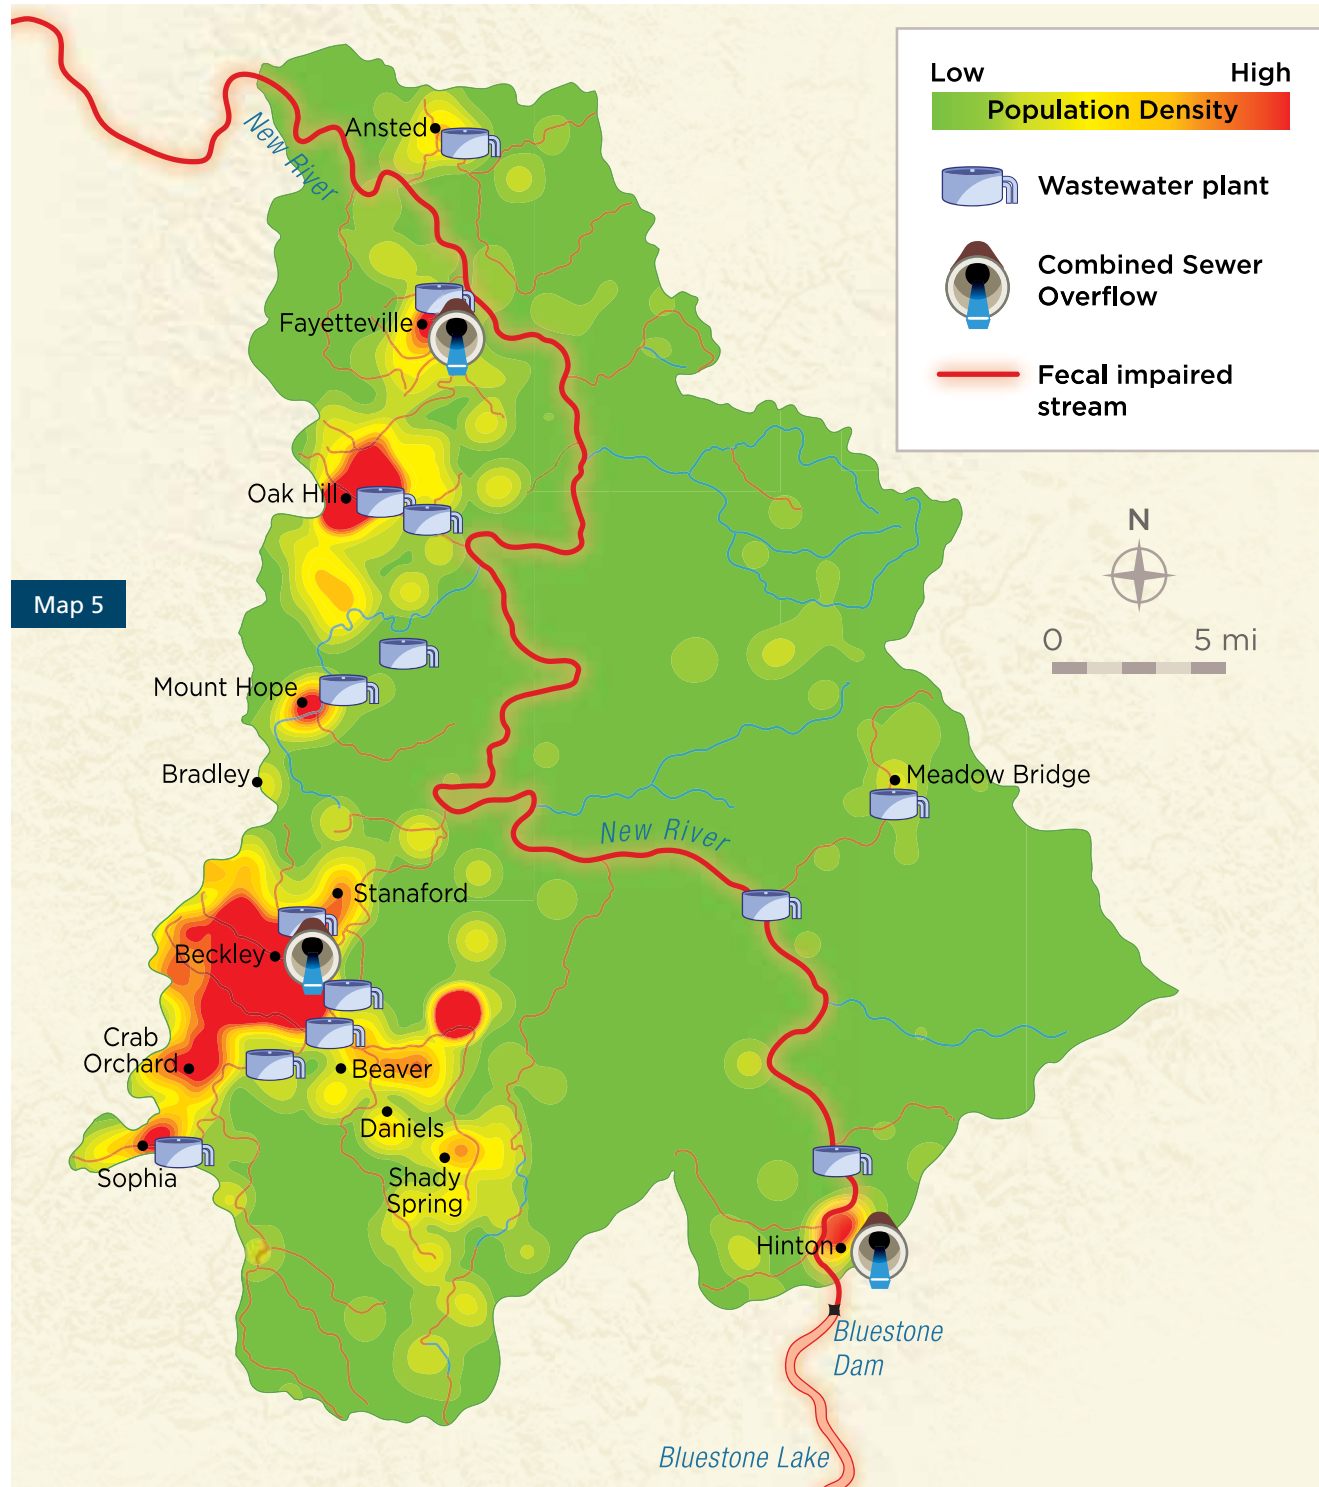 Low High
Population Density
Wastewater plant
Combined Sewer
Overflow
Fecal impaired
stream
N
0 5 mi
Map 5
New River
Ansted
Fayetteville
Oak Hill
Mount Hope
Bradley
Meadow Bridge
New River
Stanaford
Beckley
Crab
Orchard
Beaver
Daniels
Sophia
Shady
Spring
Hinton
Bluestone
Dam
Bluestone Lake